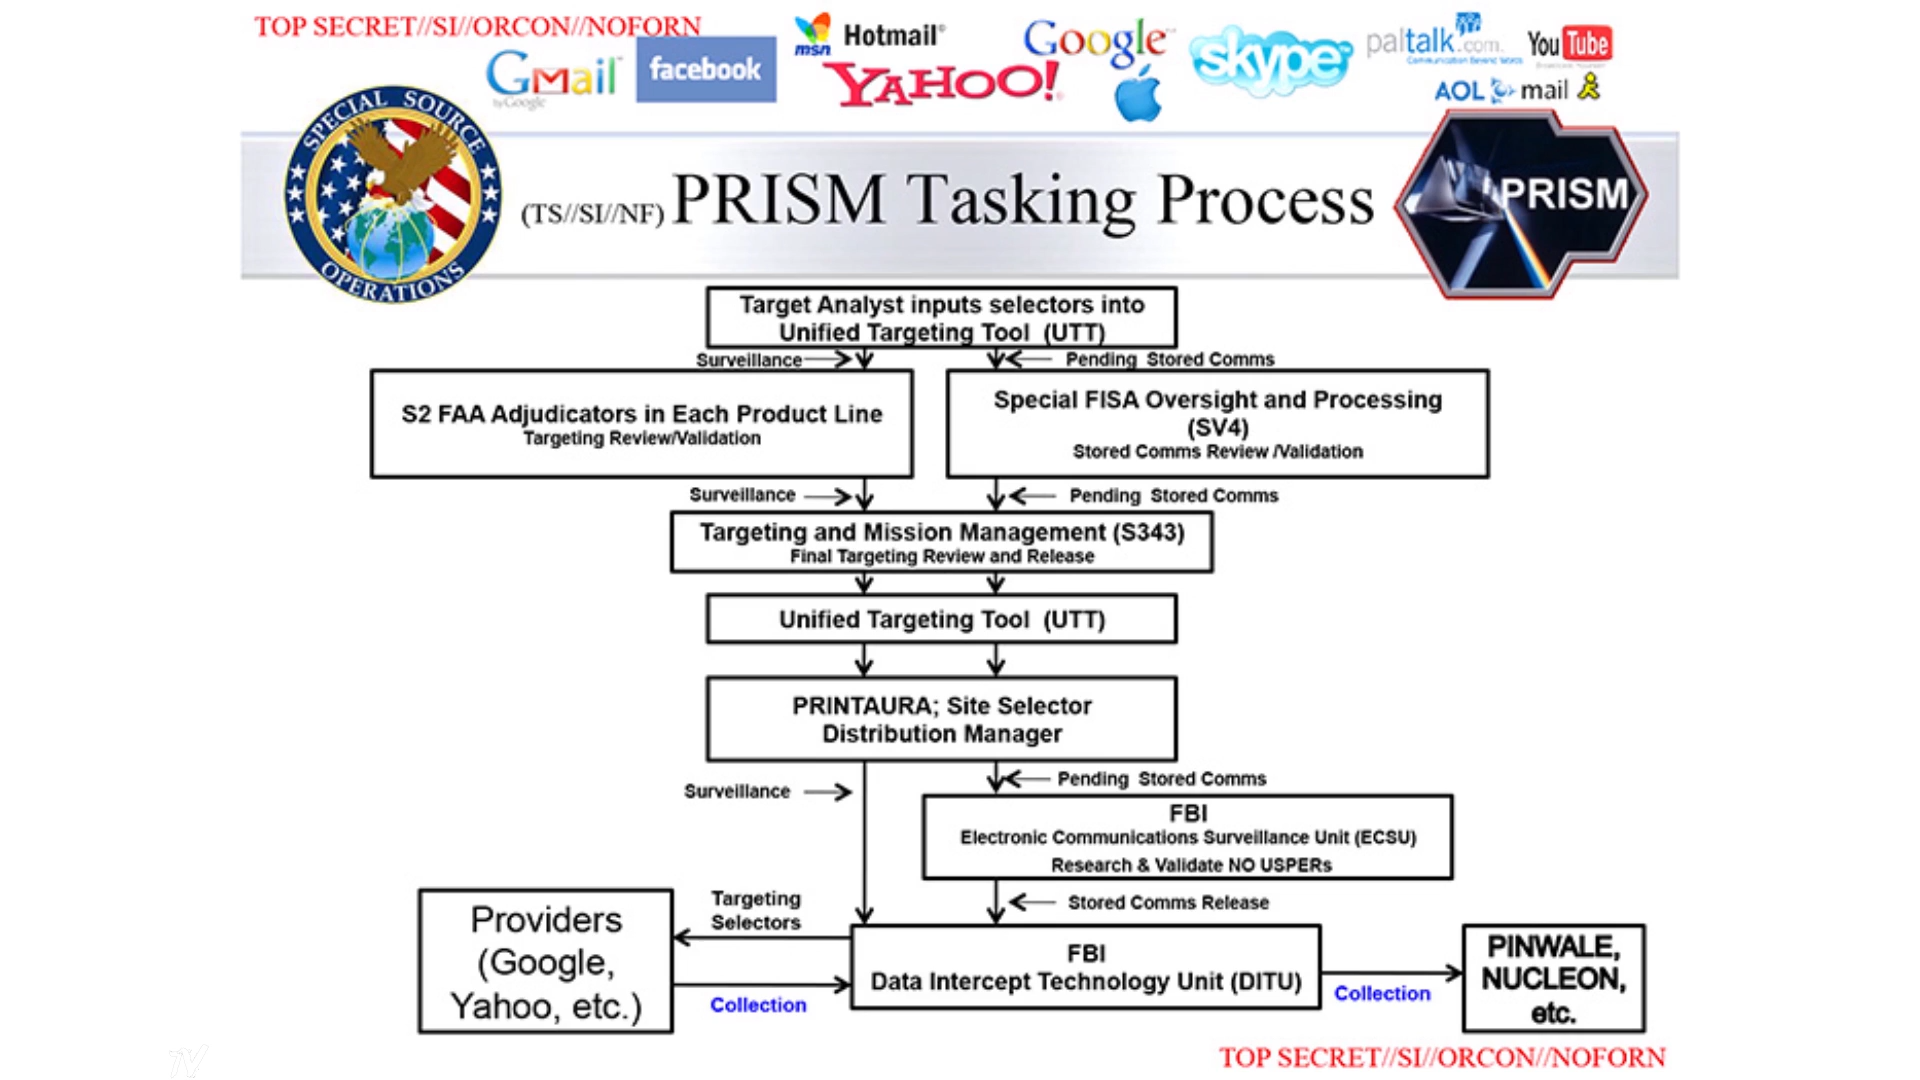 TOP SECRET//SI//ORCON//NOFORN
Gmail
by Google
facebook
msn
Hotmail
YAHOO!
Google
skype
paltalk.com
Communication Beyond Words
YouTube
AOL mail
SPECIAL SOURCE
OPERATIONS
(TS//SI//NF) PRISM Tasking Process
PRISM
Target Analyst inputs selectors into
Unified Targeting Tool (UTT)
Surveillance
Pending Stored Comms
S2 FAA Adjudicators in Each Product Line
Targeting Review/Validation
Special FISA Oversight and Processing
(SV4)
Stored Comms Review /Validation
Surveillance
Pending Stored Comms
Targeting and Mission Management (S343)
Final Targeting Review and Release
Unified Targeting Tool (UTT)
PRINTAURA; Site Selector
Distribution Manager
Surveillance
Pending Stored Comms
FBI
Electronic Communications Surveillance Unit (ECSU)
Research & Validate NO USPERs
Targeting
Selectors
Stored Comms Release
Providers
(Google,
Yahoo, etc.)
Collection
FBI
Data Intercept Technology Unit (DITU)
Collection
PINWALE,
NUCLEON,
etc.
TOP SECRET//SI//ORCON//NOFORN